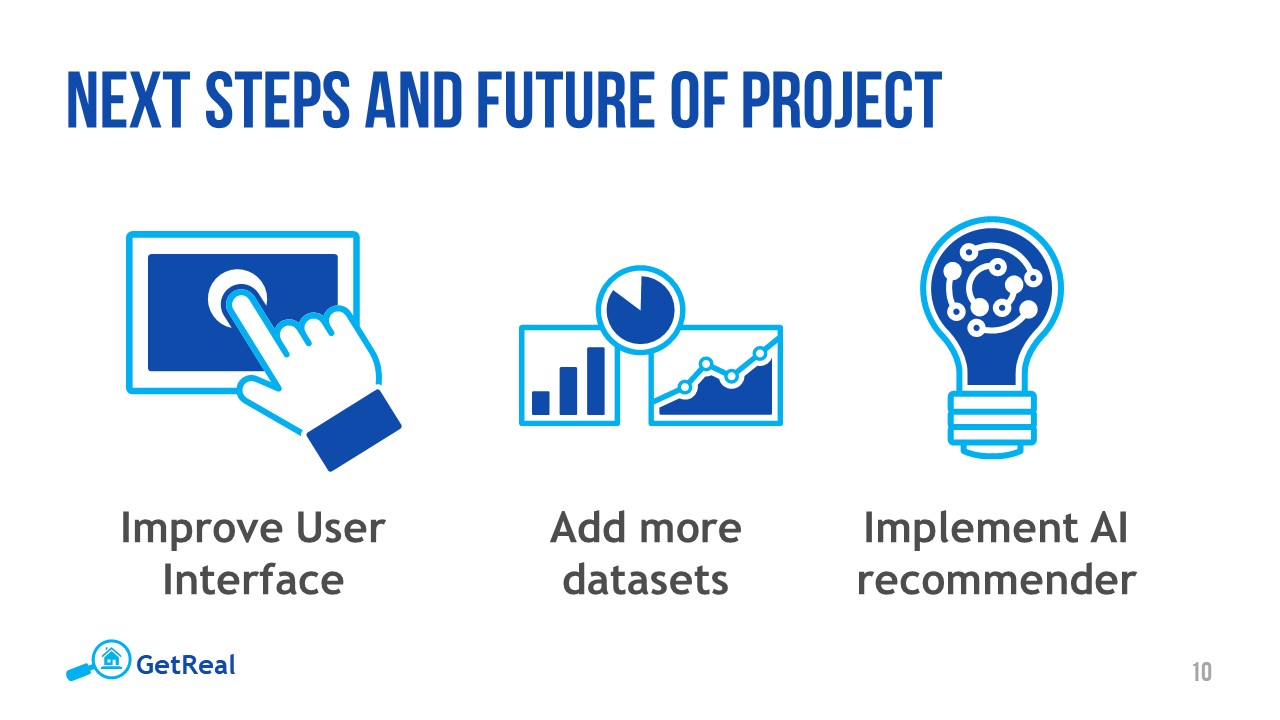 NEXT STEPS AND FUTURE OF PROJECT
Improve User
Interface
Add more
datasets
Implement AI
recommender
GetReal
10